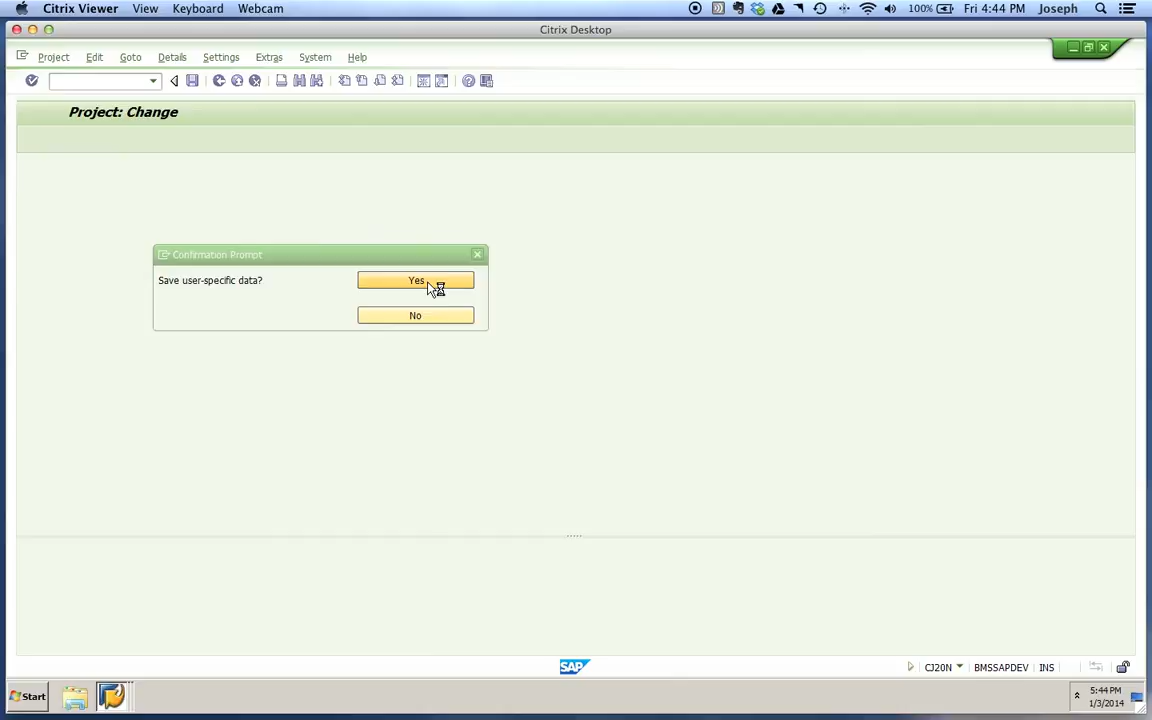 Citrix Viewer View Keyboard Webcam 100% Fri 4:44 PM Joseph
Citrix Desktop
Project Edit Goto Details Settings Extras System Help
Project: Change
Confirmation Prompt
Save user-specific data? Yes
No
SAP CJ20N BMSSAPDEV INS
Start 5:44 PM
1/3/2014